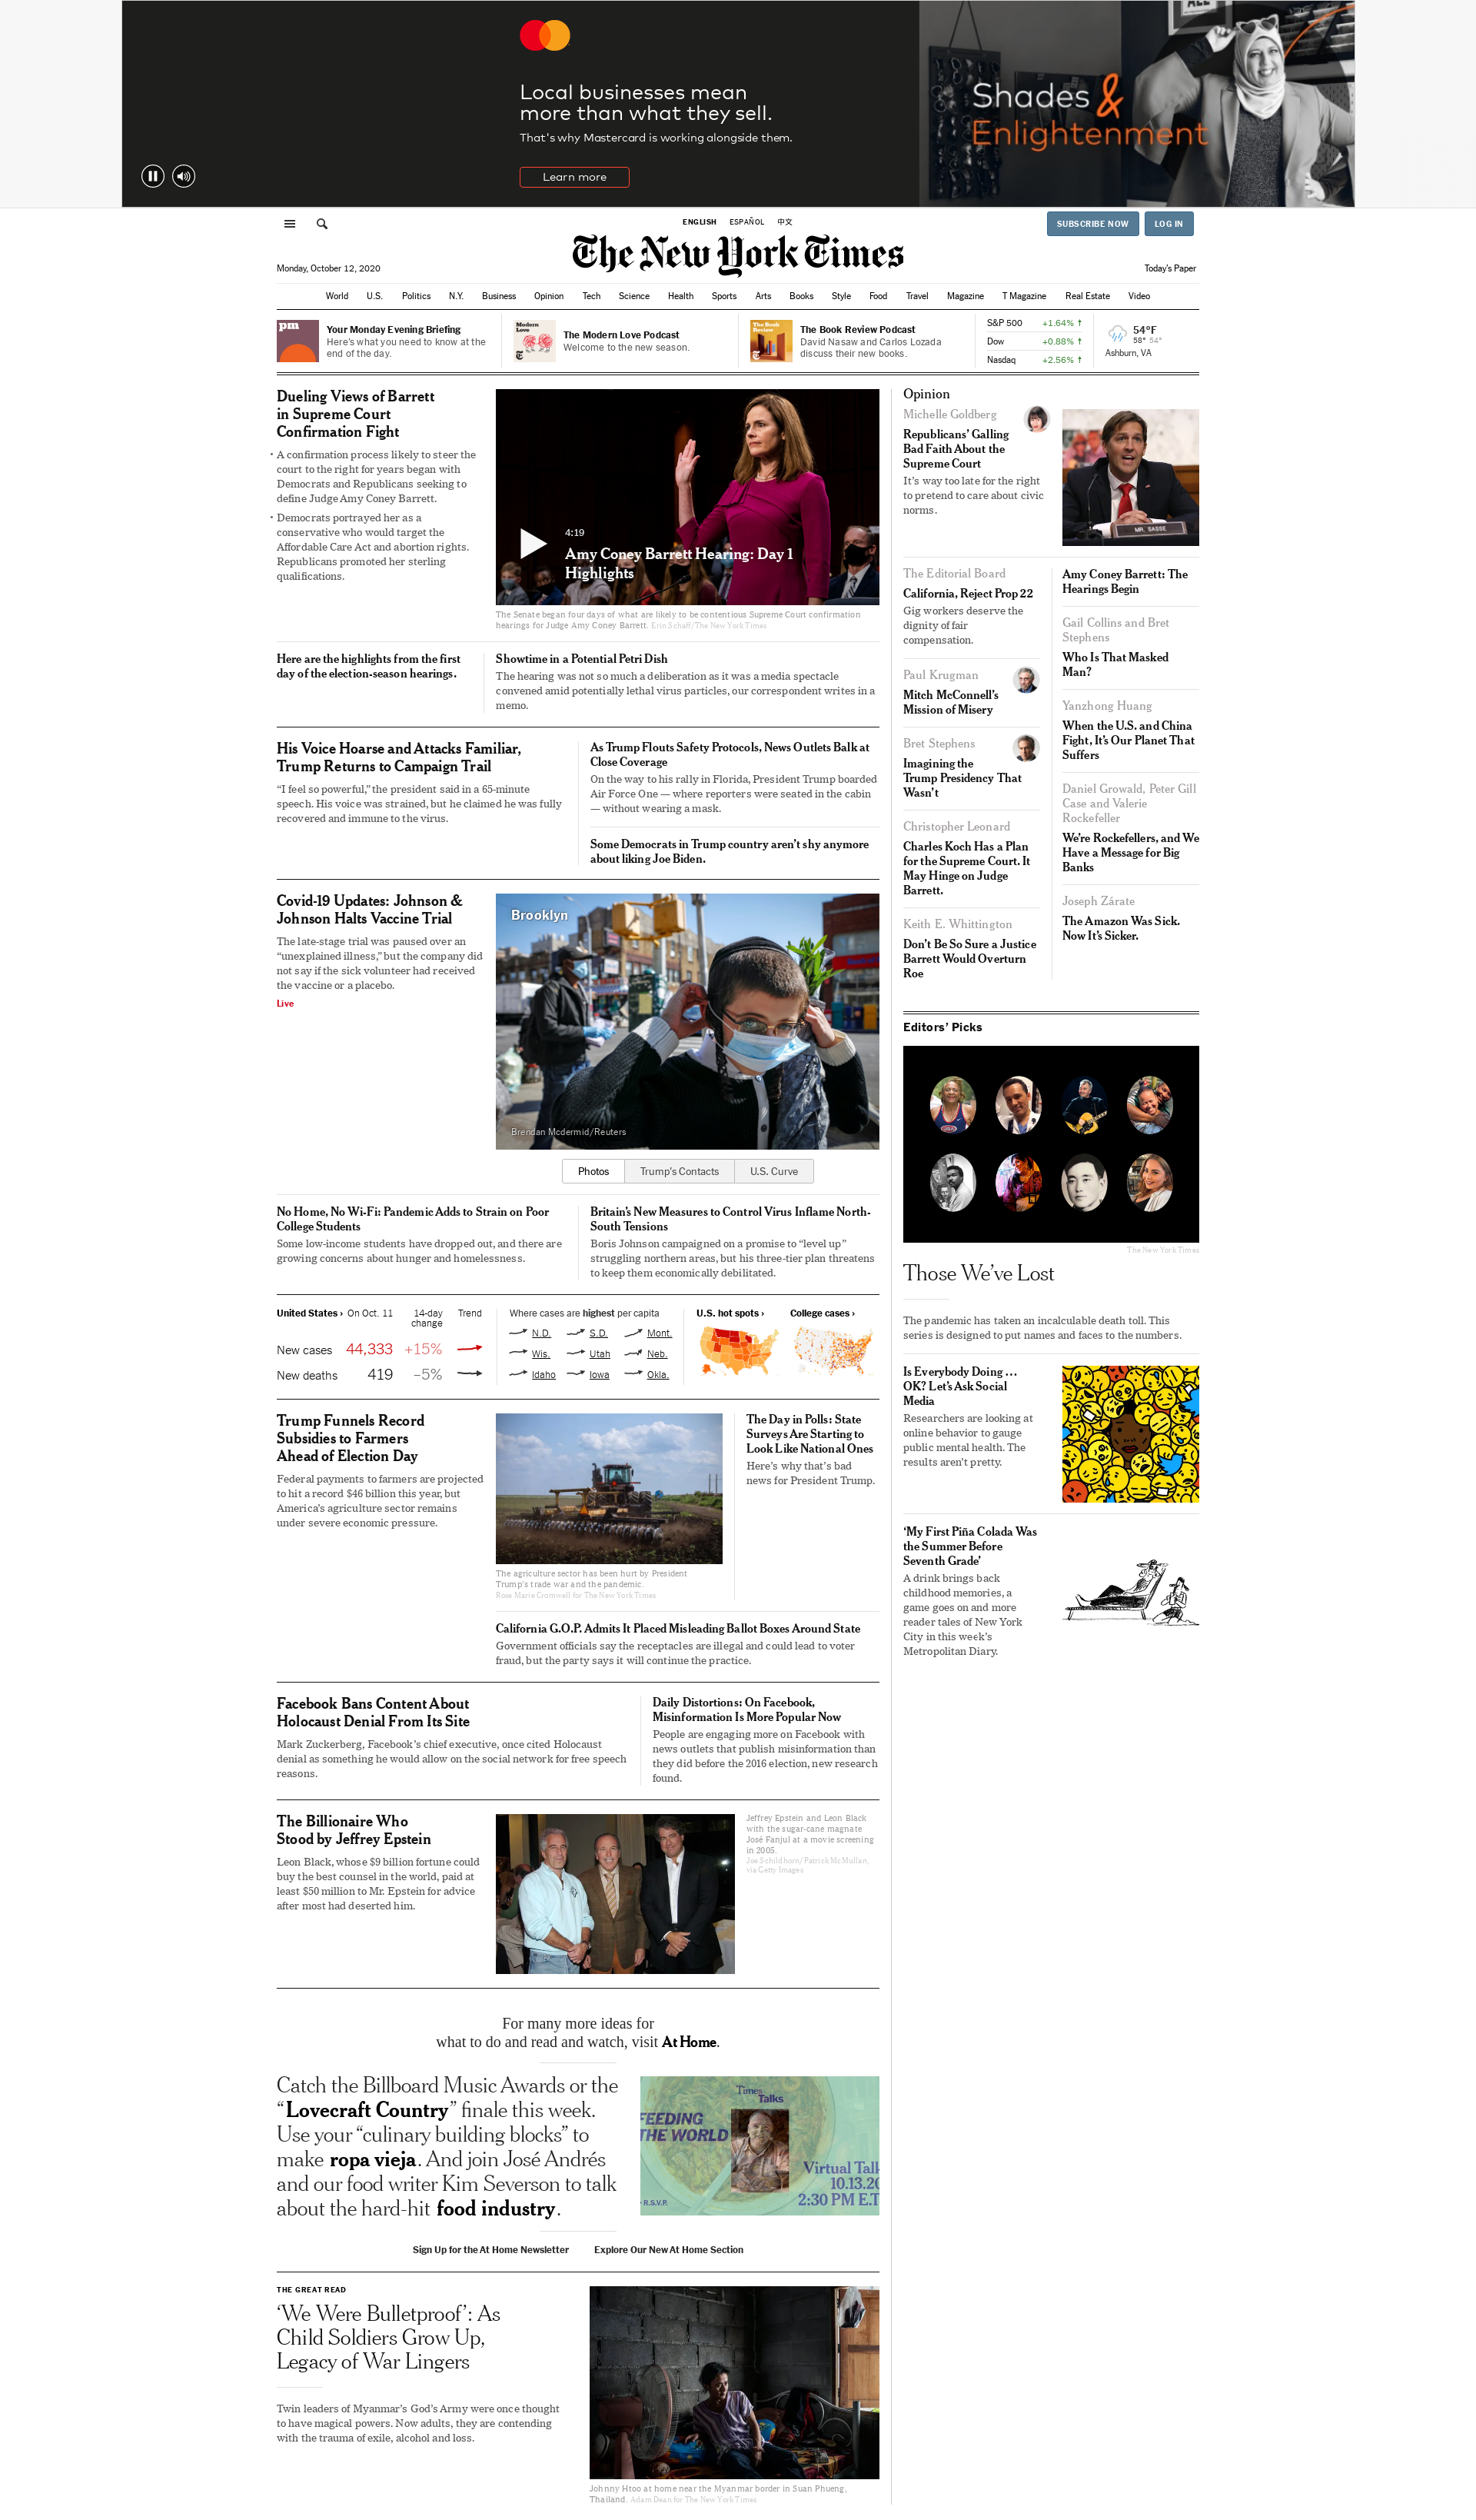 Local businesses mean
more than what they sell.
That's why Mastercard is working alongside them.
Learn more
ALL
Shades &
Enlightenment
ENGLISH ESPAÑOL 中文
SUBSCRIBE NOW LOG IN
The New York Times
Monday, October 12, 2020
Today's Paper
World U.S. Politics N.Y. Business Opinion Tech Science Health Sports Arts Books Style Food Travel Magazine T Magazine Real Estate Video
pm
Your Monday Evening Briefing
Here's what you need to know at the
end of the day.
Modern
Love
The Modern Love Podcast
Welcome to the new season.
The Book
Review
The Book Review Podcast
David Nasaw and Carlos Lozada
discuss their new books.
S&P 500 +1.64% ↑
Dow +0.88% ↑
Nasdaq +2.56% ↑
54°F
58° 54°
Ashburn, VA
Dueling Views of Barrett
in Supreme Court
Confirmation Fight
• A confirmation process likely to steer the
court to the right for years began with
Democrats and Republicans seeking to
define Judge Amy Coney Barrett.
• Democrats portrayed her as a
conservative who would target the
Affordable Care Act and abortion rights.
Republicans promoted her sterling
qualifications.
4:19
Amy Coney Barrett Hearing: Day 1
Highlights
The Senate began four days of what are likely to be contentious Supreme Court confirmation
hearings for Judge Amy Coney Barrett. Erin Schaff/The New York Times
Here are the highlights from the first
day of the election-season hearings.
Showtime in a Potential Petri Dish
The hearing was not so much a deliberation as it was a media spectacle
convened amid potentially lethal virus particles, our correspondent writes in a
memo.
His Voice Hoarse and Attacks Familiar,
Trump Returns to Campaign Trail
“I feel so powerful,” the president said in a 65-minute
speech. His voice was strained, but he claimed he was fully
recovered and immune to the virus.
As Trump Flouts Safety Protocols, News Outlets Balk at
Close Coverage
On the way to his rally in Florida, President Trump boarded
Air Force One — where reporters were seated in the cabin
— without wearing a mask.
Some Democrats in Trump country aren’t shy anymore
about liking Joe Biden.
Covid-19 Updates: Johnson &
Johnson Halts Vaccine Trial
The late-stage trial was paused over an
“unexplained illness,” but the company did
not say if the sick volunteer had received
the vaccine or a placebo.
Live
Brooklyn
Brendan Mcdermid/Reuters
Photos Trump's Contacts U.S. Curve
No Home, No Wi-Fi: Pandemic Adds to Strain on Poor
College Students
Some low-income students have dropped out, and there are
growing concerns about hunger and homelessness.
Britain’s New Measures to Control Virus Inflame North-
South Tensions
Boris Johnson campaigned on a promise to “level up”
struggling northern areas, but his three-tier plan threatens
to keep them economically debilitated.
United States › On Oct. 11 14-day
change Trend
New cases 44,333 +15%
New deaths 419 –5%
Where cases are highest per capita
N.D. S.D. Mont.
Wis. Utah Neb.
Idaho Iowa Okla.
U.S. hot spots ›
College cases ›
Trump Funnels Record
Subsidies to Farmers
Ahead of Election Day
Federal payments to farmers are projected
to hit a record $46 billion this year, but
America’s agriculture sector remains
under severe economic pressure.
The agriculture sector has been hurt by President
Trump’s trade war and the pandemic.
Rose Marie Cromwell for The New York Times
The Day in Polls: State
Surveys Are Starting to
Look Like National Ones
Here’s why that’s bad
news for President Trump.
California G.O.P. Admits It Placed Misleading Ballot Boxes Around State
Government officials say the receptacles are illegal and could lead to voter
fraud, but the party says it will continue the practice.
Facebook Bans Content About
Holocaust Denial From Its Site
Mark Zuckerberg, Facebook’s chief executive, once cited Holocaust
denial as something he would allow on the social network for free speech
reasons.
Daily Distortions: On Facebook,
Misinformation Is More Popular Now
People are engaging more on Facebook with
news outlets that publish misinformation than
they did before the 2016 election, new research
found.
The Billionaire Who
Stood by Jeffrey Epstein
Leon Black, whose $9 billion fortune could
buy the best counsel in the world, paid at
least $50 million to Mr. Epstein for advice
after most had deserted him.
Jeffrey Epstein and Leon Black
with the sugar-cane magnate
José Fanjul at a movie screening
in 2005.
Joe Schildhorn/Patrick McMullan,
via Getty Images
For many more ideas for
what to do and read and watch, visit At Home.
Catch the Billboard Music Awards or the
“Lovecraft Country” finale this week.
Use your “culinary building blocks” to
make ropa vieja. And join José Andrés
and our food writer Kim Severson to talk
about the hard-hit food industry.
Times
Talks
FEEDING
THE WORLD
Virtual Talk
10.13.20
2:30 PM E.T
R.S.V.P.
Sign Up for the At Home Newsletter Explore Our New At Home Section
THE GREAT READ
‘We Were Bulletproof’: As
Child Soldiers Grow Up,
Legacy of War Lingers
Twin leaders of Myanmar’s God’s Army were once thought
to have magical powers. Now adults, they are contending
with the trauma of exile, alcohol and loss.
Johnny Htoo at home near the Myanmar border in Suan Phueng,
Thailand. Adam Dean for The New York Times
Opinion
Michelle Goldberg
Republicans’ Galling
Bad Faith About the
Supreme Court
It’s way too late for the right
to pretend to care about civic
norms.
MR. SASSE
The Editorial Board
California, Reject Prop 22
Gig workers deserve the
dignity of fair
compensation.
Paul Krugman
Mitch McConnell’s
Mission of Misery
Bret Stephens
Imagining the
Trump Presidency That
Wasn’t
Christopher Leonard
Charles Koch Has a Plan
for the Supreme Court. It
May Hinge on Judge
Barrett.
Keith E. Whittington
Don’t Be So Sure a Justice
Barrett Would Overturn
Roe
Amy Coney Barrett: The
Hearings Begin
Gail Collins and Bret
Stephens
Who Is That Masked
Man?
Yanzhong Huang
When the U.S. and China
Fight, It’s Our Planet That
Suffers
Daniel Growald, Peter Gill
Case and Valerie
Rockefeller
We’re Rockefellers, and We
Have a Message for Big
Banks
Joseph Zárate
The Amazon Was Sick.
Now It’s Sicker.
Editors’ Picks
The New York Times
Those We’ve Lost
The pandemic has taken an incalculable death toll. This
series is designed to put names and faces to the numbers.
Is Everybody Doing …
OK? Let’s Ask Social
Media
Researchers are looking at
online behavior to gauge
public mental health. The
results aren’t pretty.
‘My First Piña Colada Was
the Summer Before
Seventh Grade’
A drink brings back
childhood memories, a
game goes on and more
reader tales of New York
City in this week’s
Metropolitan Diary.